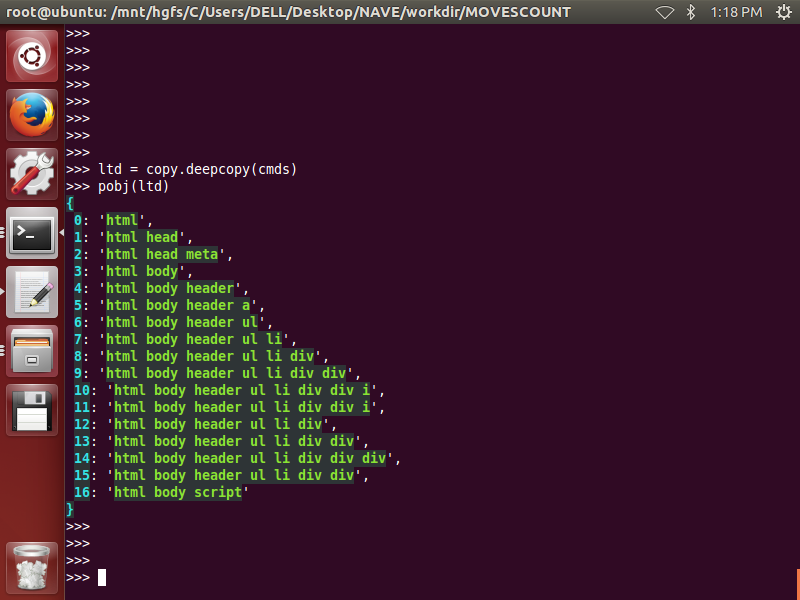 root@ubuntu: /mnt/hgfs/C/Users/DELL/Desktop/NAVE/workdir/MOVESCOUNT 1:18 PM
>>>
>>>
>>>
>>>
>>>
>>>
>>>
>>>
>>> ltd = copy.deepcopy(cmds)
>>> pobj(ltd)
{
0: 'html',
1: 'html head',
2: 'html head meta',
3: 'html body',
4: 'html body header',
5: 'html body header a',
6: 'html body header ul',
7: 'html body header ul li',
8: 'html body header ul li div',
9: 'html body header ul li div div',
10: 'html body header ul li div div i',
11: 'html body header ul li div div i',
12: 'html body header ul li div',
13: 'html body header ul li div div',
14: 'html body header ul li div div div',
15: 'html body header ul li div div',
16: 'html body script'
}
>>>
>>>
>>>
>>>